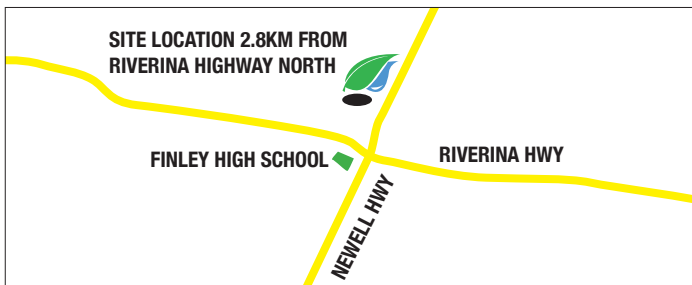 SITE LOCATION 2.8KM FROM
RIVERINA HIGHWAY NORTH
FINLEY HIGH SCHOOL
RIVERINA HWY
NEWELL HWY